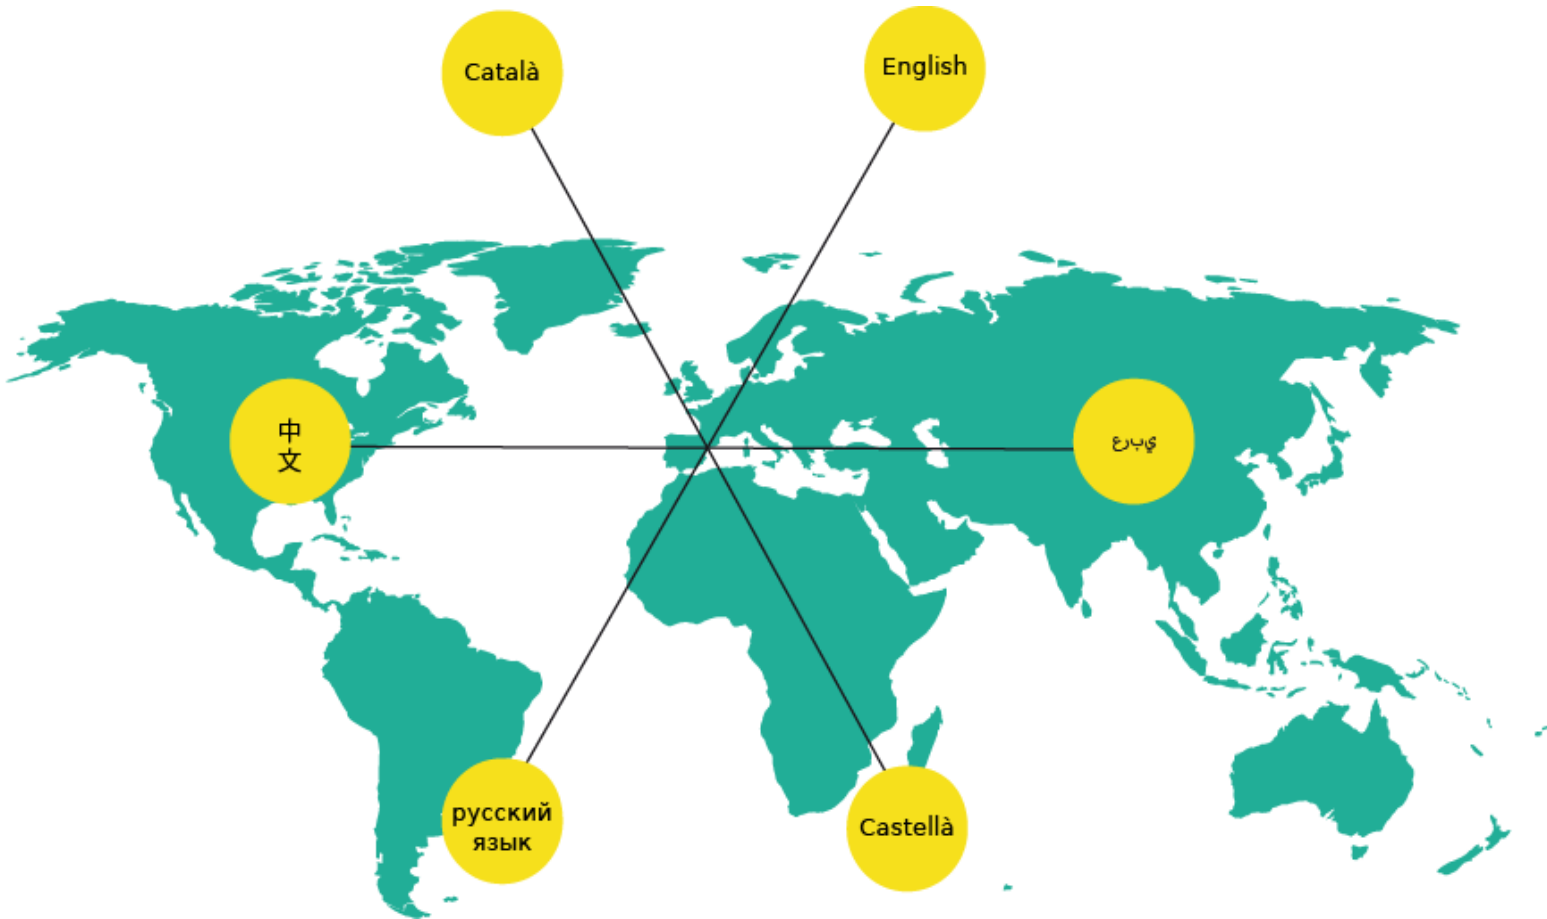 Català
English
中
文
عربي
русский
язык
Castellà